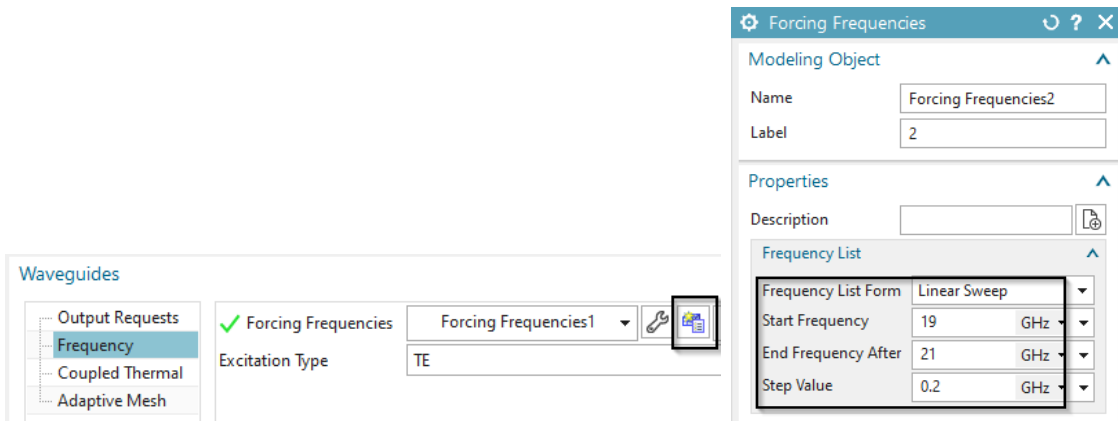 Waveguides
Output Requests
Frequency
Coupled Thermal
Adaptive Mesh
Forcing Frequencies Forcing Frequencies1
Excitation Type TE
Forcing Frequencies ?
Modeling Object
Name Forcing Frequencies2
Label 2
Properties
Description
Frequency List
Frequency List Form Linear Sweep
Start Frequency 19 GHz
End Frequency After 21 GHz
Step Value 0.2 GHz